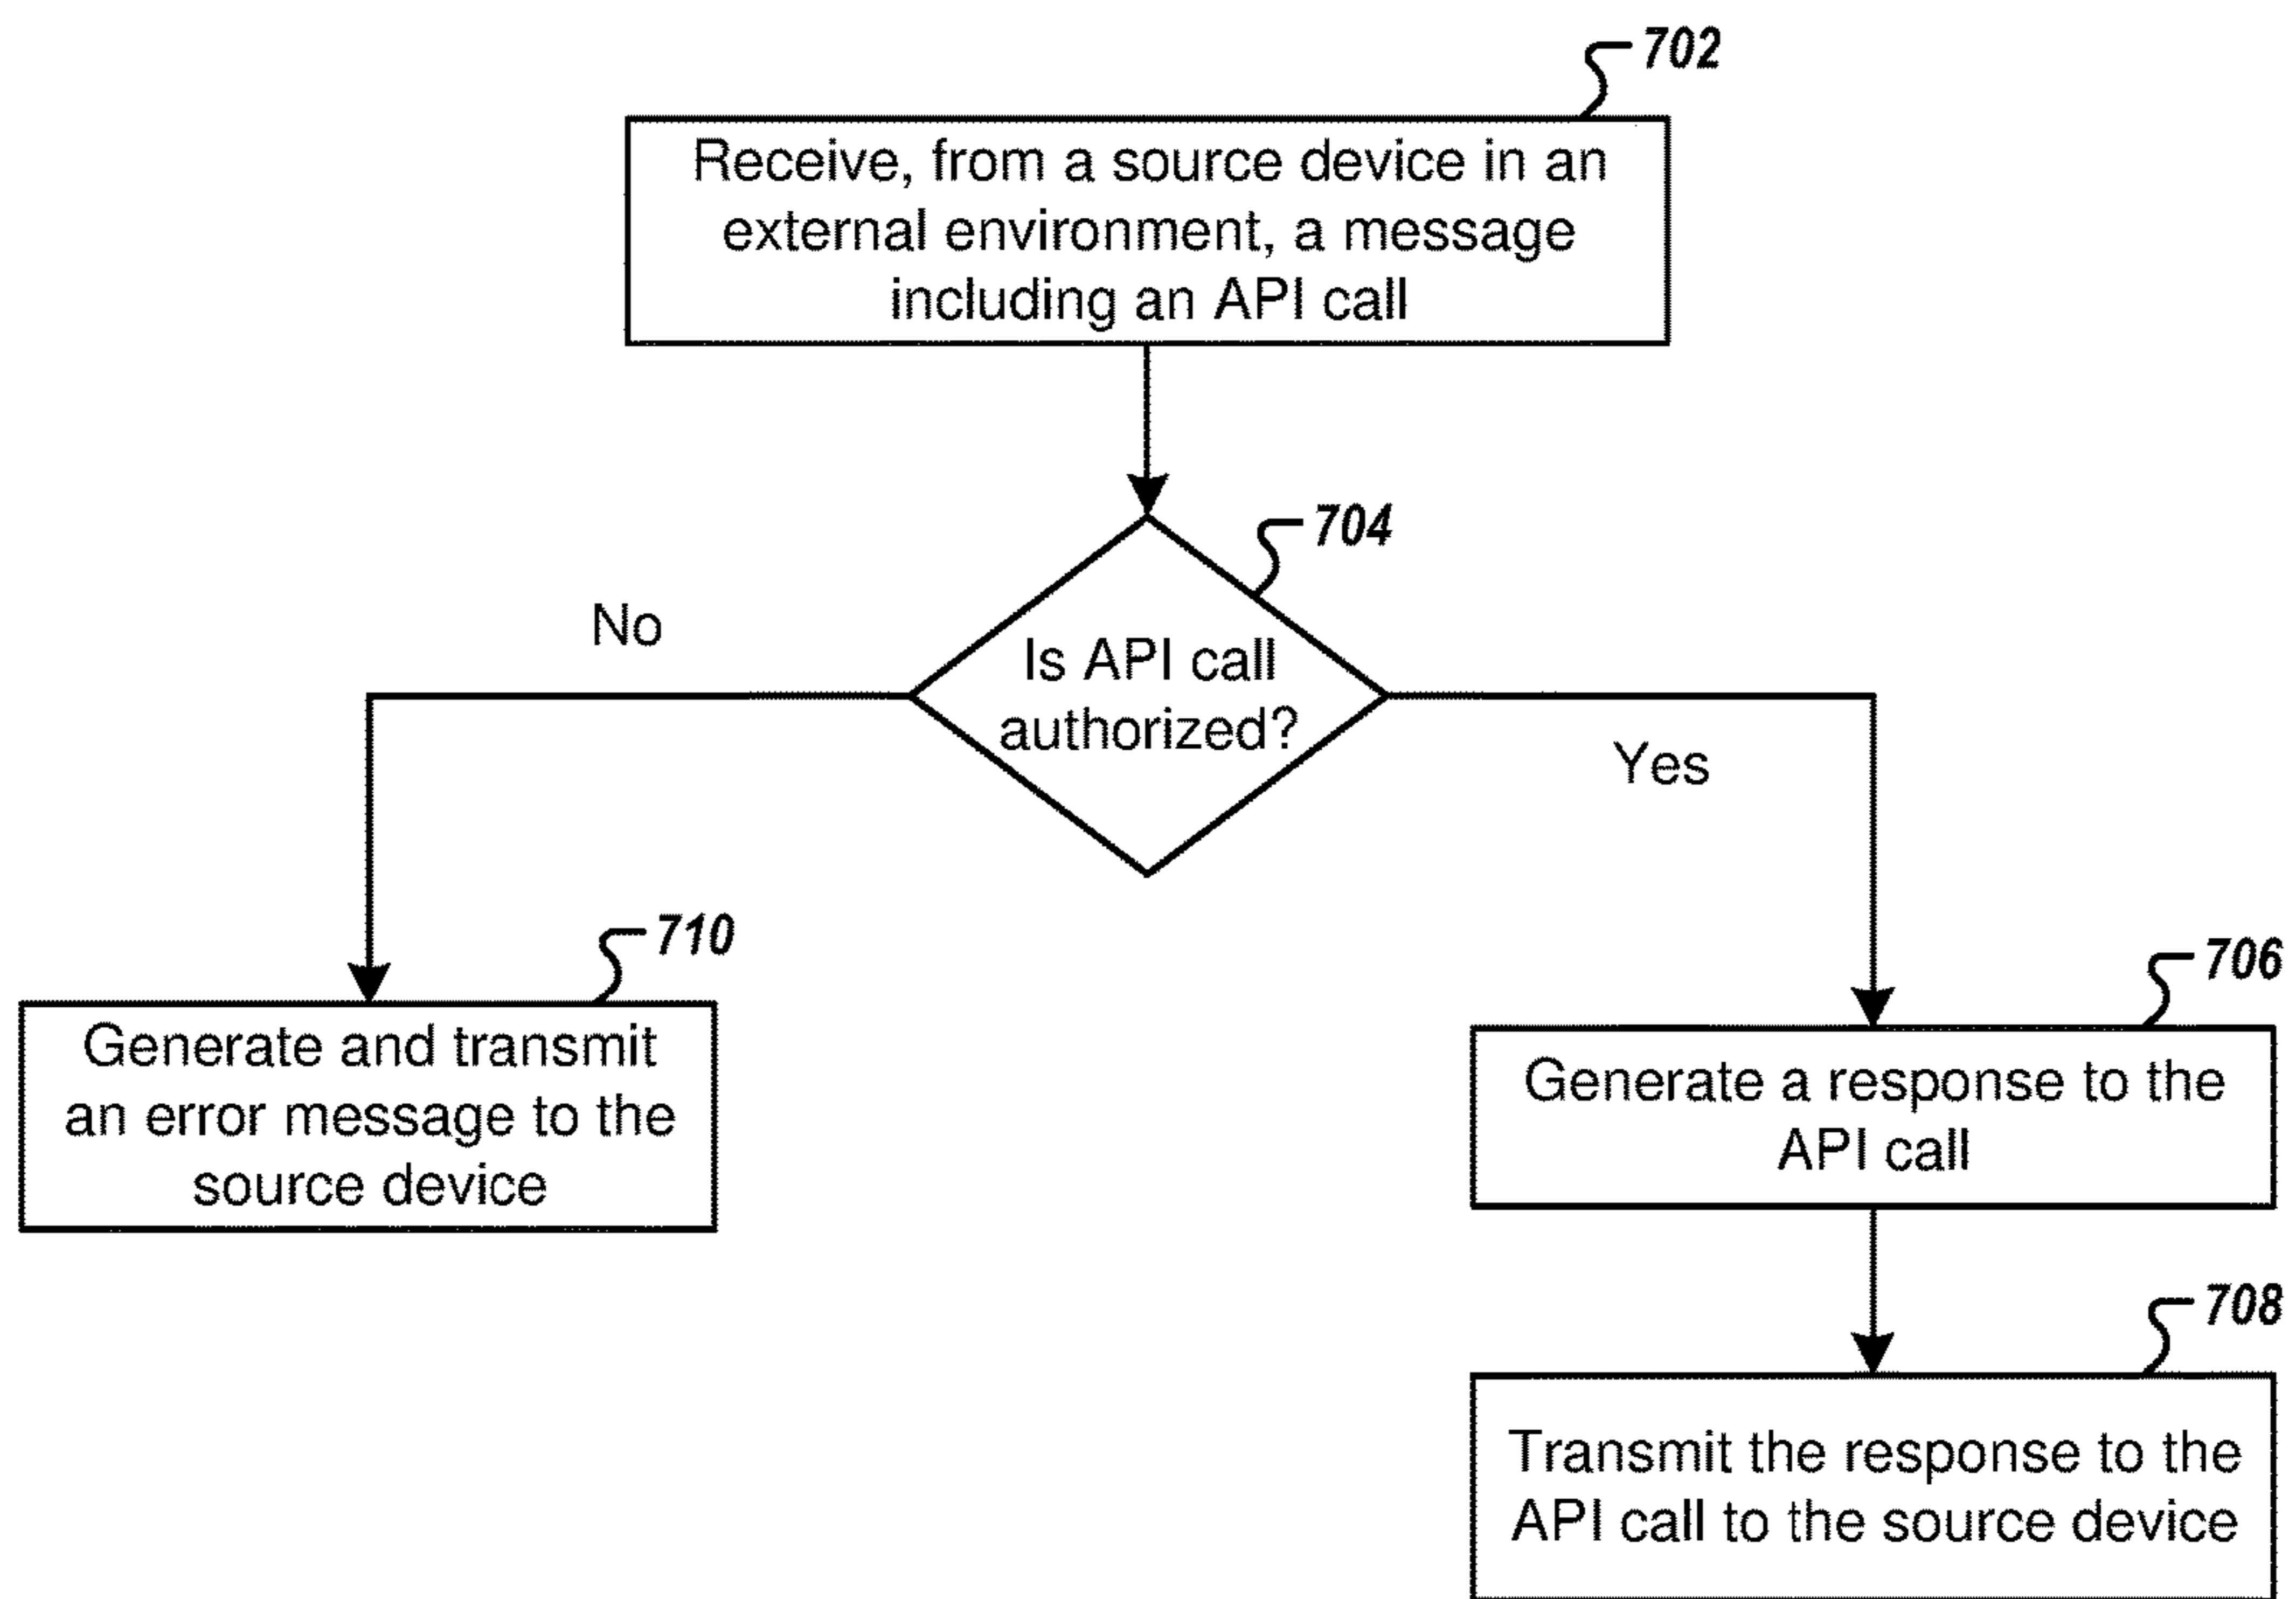 702
Receive, from a source device in an
external environment, a message
including an API call
704
Is API call
authorized?
No
Yes
710
Generate and transmit
an error message to the
source device
706
Generate a response to the
API call
708
Transmit the response to the
API call to the source device